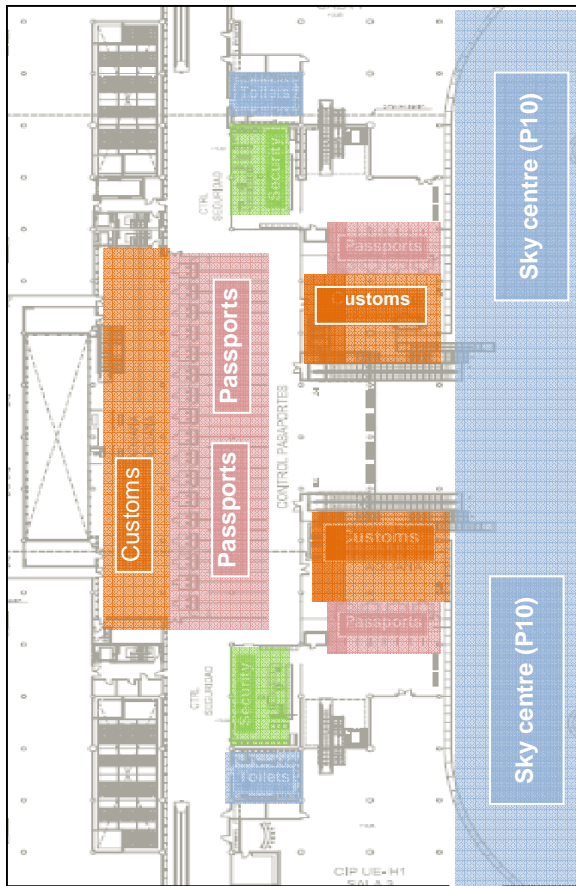 Toilets
Sky centre (P10)
Security
CTRL
SEGURIDAD
Passports
Passports
Customs
Passports
Customs
CONTROL PASAPORTES
Passports
Customs
Passports
Sky centre (P10)
CTRL
SEGURIDAD
Security
Toilets
CIP UE-H1
SALA 3